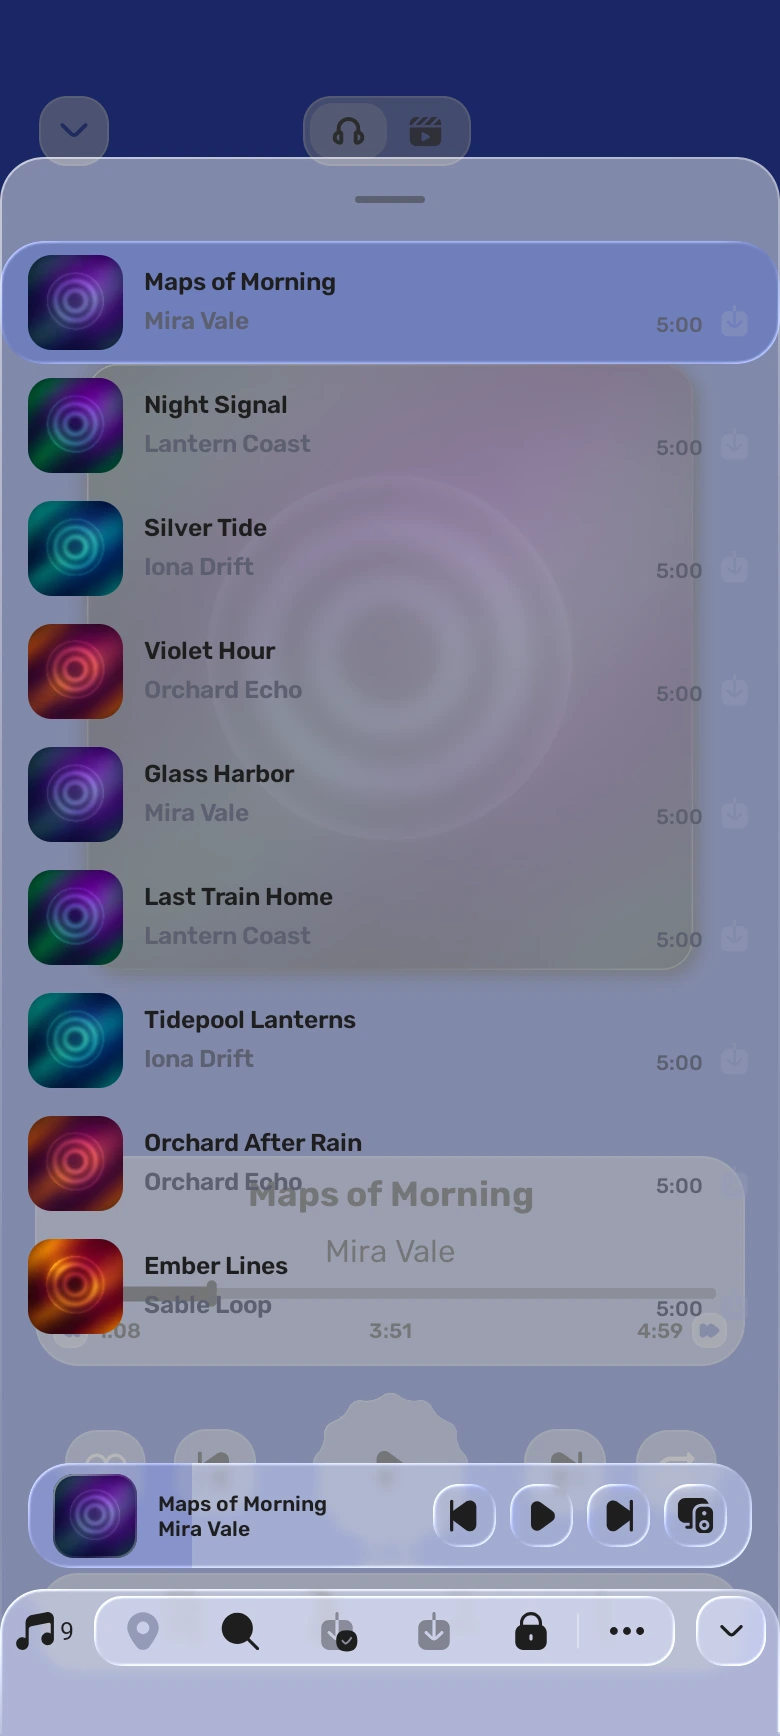 Maps of Morning
Mira Vale
5:00
Night Signal
Lantern Coast
5:00
Silver Tide
Iona Drift
5:00
Violet Hour
Orchard Echo
5:00
Glass Harbor
Mira Vale
5:00
Last Train Home
Lantern Coast
5:00
Tidepool Lanterns
Iona Drift
5:00
Orchard After Rain
Orchard Echo
5:00
Maps of Morning
Mira Vale
Ember Lines
Sable Loop
5:00
1:08
3:51
4:59
Maps of Morning
Mira Vale
9